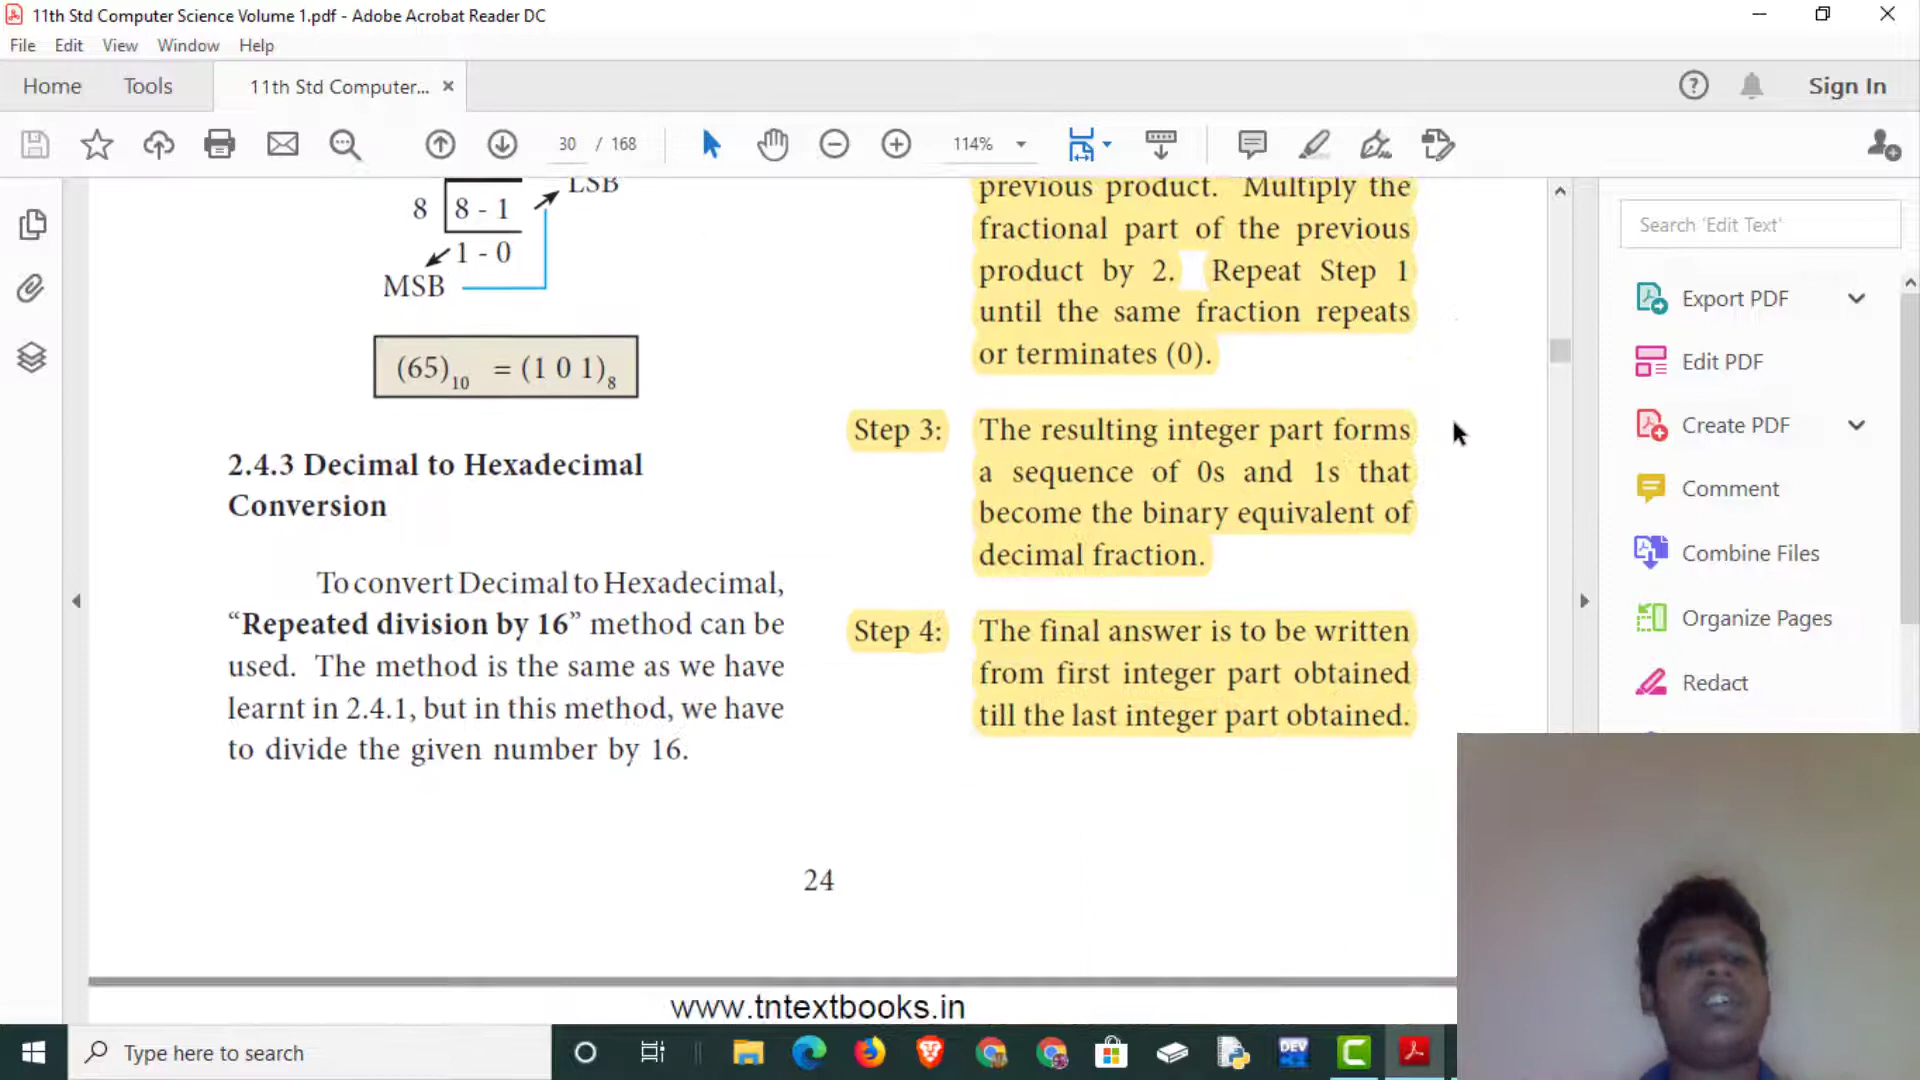 11th Std Computer Science Volume 1.pdf - Adobe Acrobat Reader DC
File Edit View Window Help
Home Tools 11th Std Computer... × Sign In
30 / 168 114%
LSB
8 8 - 1
1 - 0
MSB
(65)10 = (1 0 1)8
2.4.3 Decimal to Hexadecimal
Conversion
To convert Decimal to Hexadecimal,
“Repeated division by 16” method can be
used. The method is the same as we have
learnt in 2.4.1, but in this method, we have
to divide the given number by 16.
previous product. Multiply the
fractional part of the previous
product by 2. Repeat Step 1
until the same fraction repeats
or terminates (0).
Step 3: The resulting integer part forms
a sequence of 0s and 1s that
become the binary equivalent of
decimal fraction.
Step 4: The final answer is to be written
from first integer part obtained
till the last integer part obtained.
24
www.tntextbooks.in
Search 'Edit Text'
Export PDF
Edit PDF
Create PDF
Comment
Combine Files
Organize Pages
Redact
Type here to search
DEV